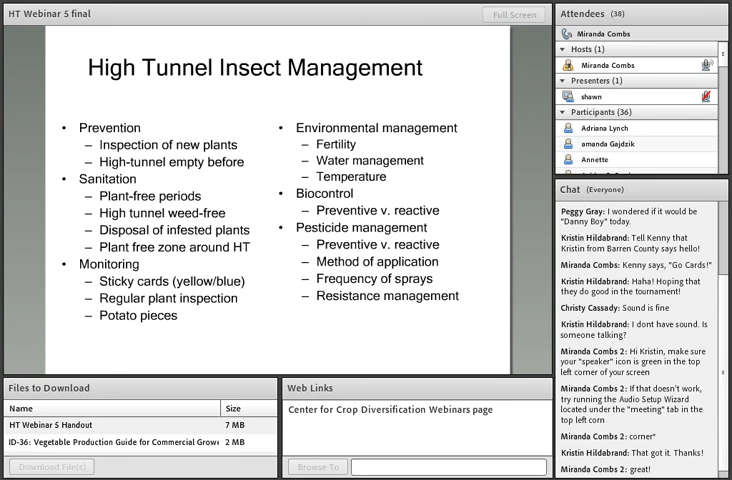 HT Webinar 5 final
Full Screen
High Tunnel Insect Management
• Prevention
– Inspection of new plants
– High-tunnel empty before
• Sanitation
– Plant-free periods
– High tunnel weed-free
– Disposal of infested plants
– Plant free zone around HT
• Monitoring
– Sticky cards (yellow/blue)
– Regular plant inspection
– Potato pieces
• Environmental management
– Fertility
– Water management
– Temperature
• Biocontrol
– Preventive v. reactive
• Pesticide management
– Preventive v. reactive
– Method of application
– Frequency of sprays
– Resistance management
Files to Download
Name Size
HT Webinar 5 Handout 7 MB
ID-36: Vegetable Production Guide for Commercial Growe 2 MB
Download File(s)
Web Links
Center for Crop Diversification Webinars page
Browse To
Attendees (38)
Miranda Combs
Hosts (1)
Miranda Combs
Presenters (1)
shawn
Participants (36)
Adriana Lynch
amanda Gajdzik
Annette
Chat (Everyone)
Peggy Gray: I wondered if it would be
"Danny Boy" today.
Kristin Hildabrand: Tell Kenny that
Kristin from Barren County says hello!
Miranda Combs: Kenny says, "Go Cards!"
Kristin Hildabrand: Haha! Hoping that
they do good in the tournament!
Christy Cassady: Sound is fine
Kristin Hildabrand: I dont have sound. Is
someone talking?
Miranda Combs 2: Hi Kristin, make sure
your "speaker" icon is green in the top
left corner of your screen
Miranda Combs 2: If that doesn't work,
try running the Audio Setup Wizard
located under the "meeting" tab in the
top left corn
Miranda Combs 2: corner*
Kristin Hildabrand: That got it. Thanks!
Miranda Combs 2: great!